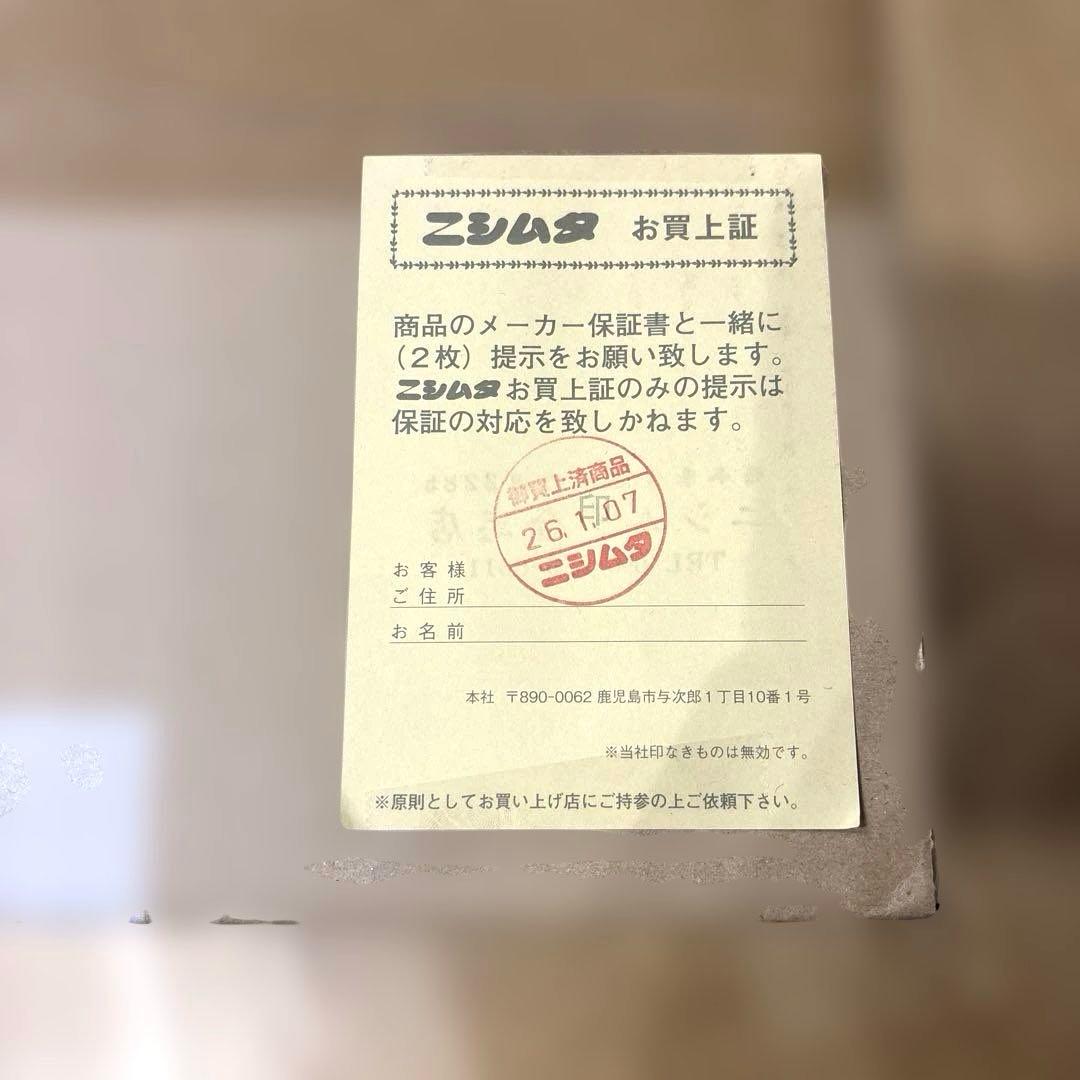 ニシムタ お買上証
商品のメーカー保証書と一緒に
(2枚) 提示をお願い致します。
ニシムタお買上証のみの提示は
保証の対応を致しかねます。
御買上済商品
印
26.1.07
ニシムタ
お客様
ご住所
お名前
本社 〒890-0062 鹿児島市与次郎1丁目10番1号
※当社印なきものは無効です。
※原則としてお買い上げ店にご持参の上ご依頼下さい。